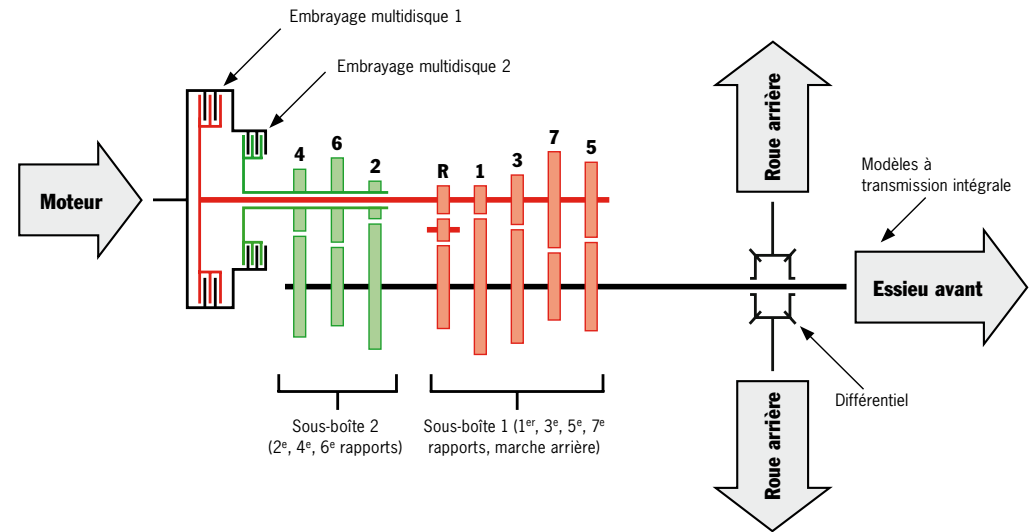 Embrayage multidisque 1
Embrayage multidisque 2
Moteur
4
6
2
R
1
3
7
5
Roue arrière
Modèles à
transmission intégrale
Essieu avant
Différentiel
Roue arrière
Sous-boîte 2
(2e, 4e, 6e rapports)
Sous-boîte 1 (1er, 3e, 5e, 7e
rapports, marche arrière)